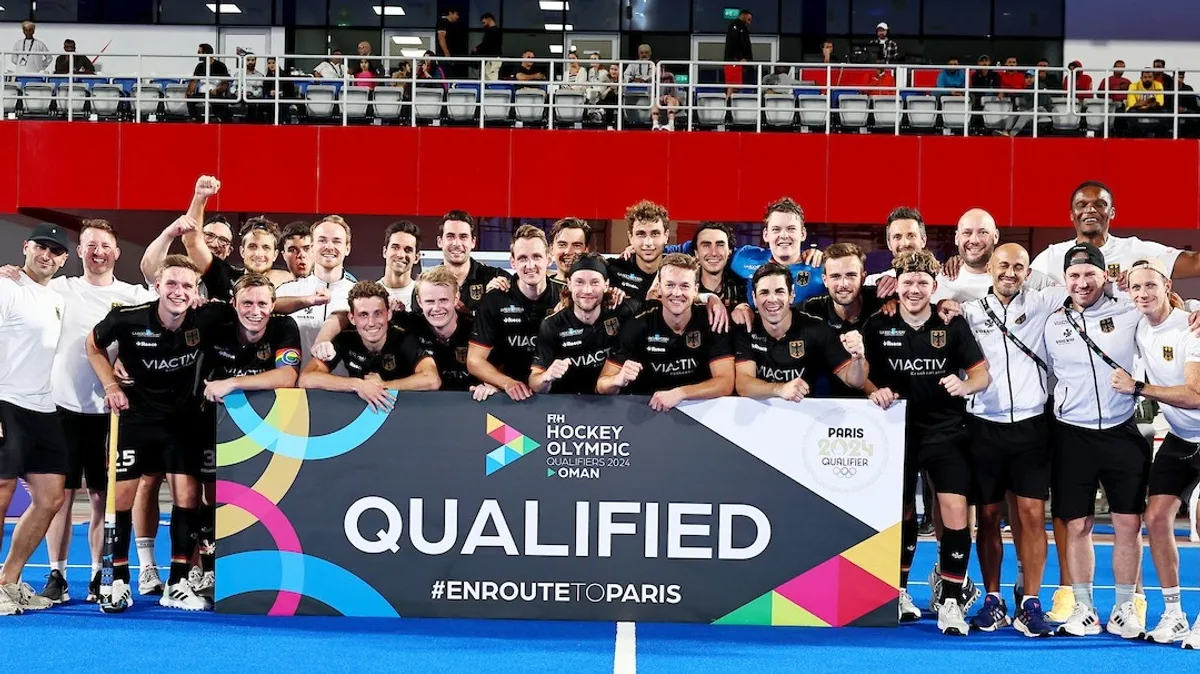 VIACTIV
VIACTIV
VIACTIV
VIACTIV
VIACTIV
25
FIH
HOCKEY
OLYMPIC
QUALIFIERS 2024
OMAN
PARIS
2024
QUALIFIER
QUALIFIED
#ENROUTETOPARIS